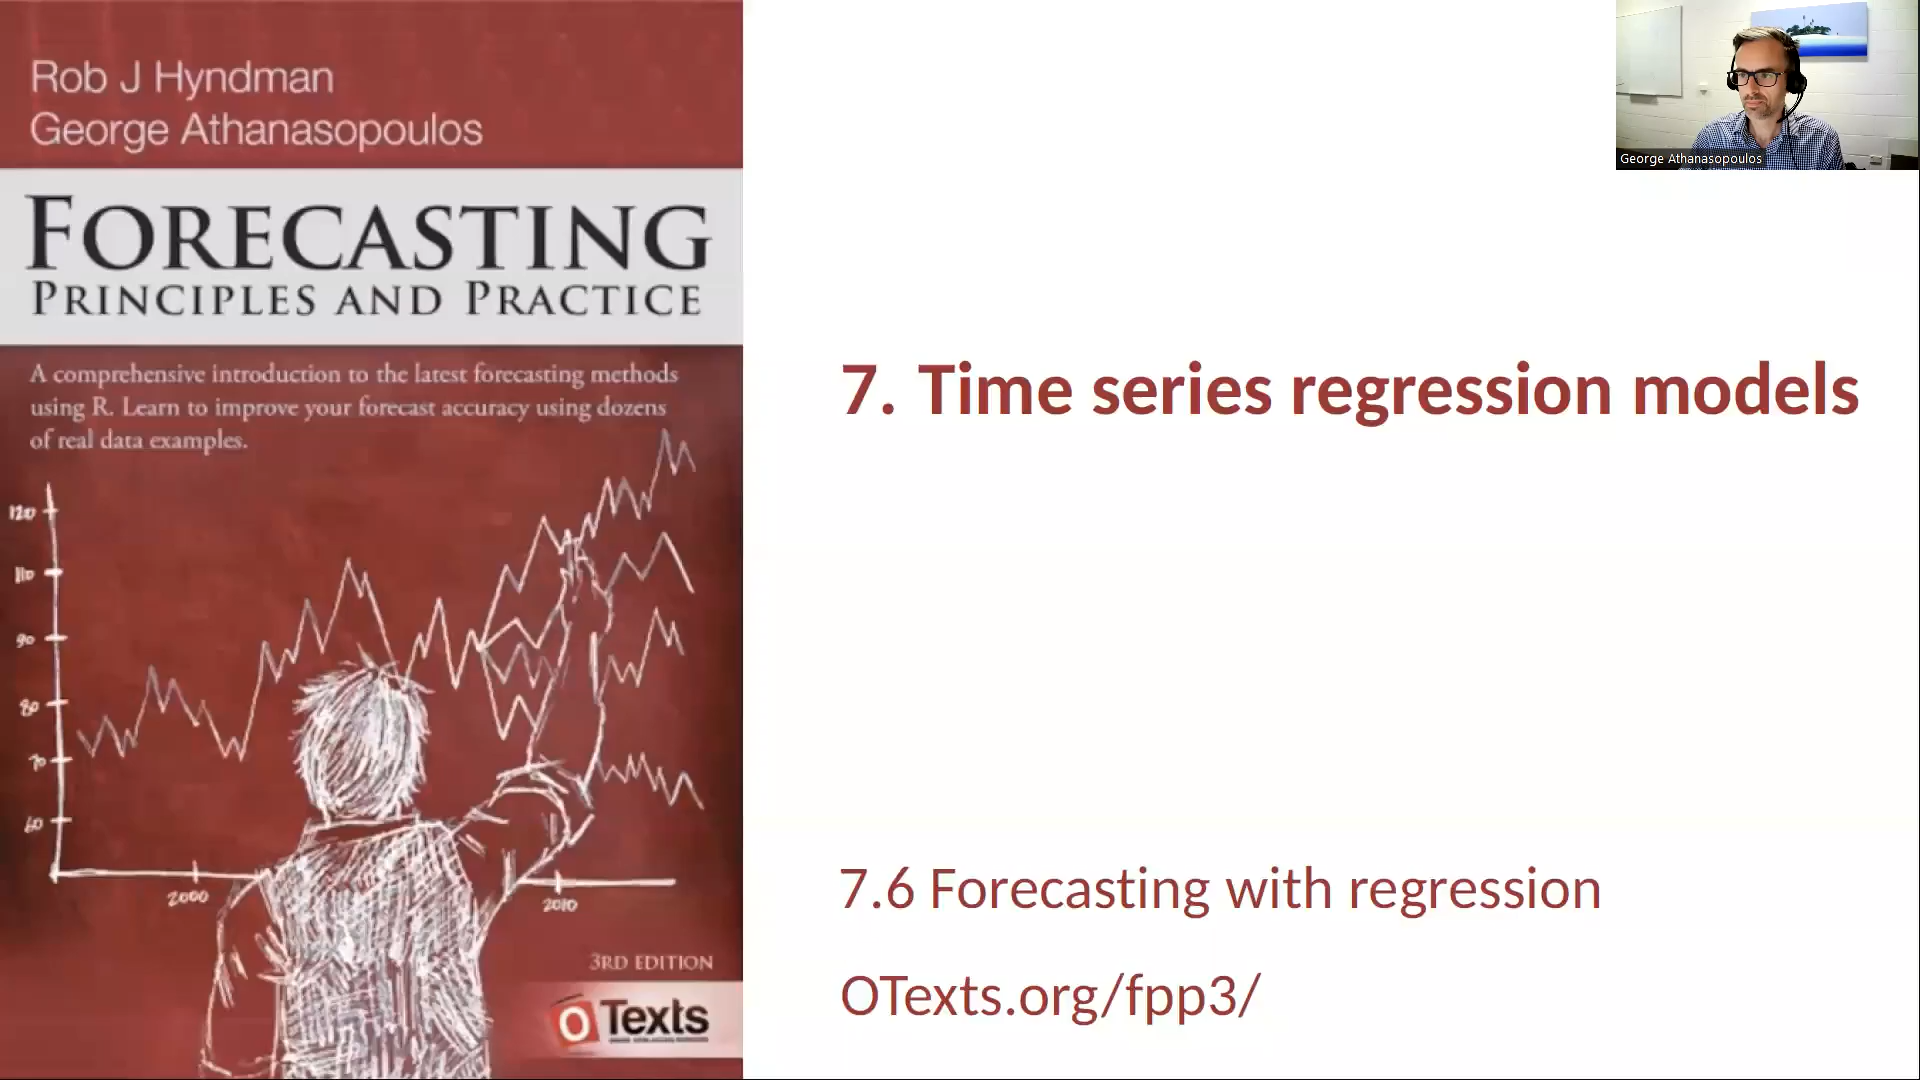 Rob J Hyndman
George Athanasopoulos
FORECASTING
PRINCIPLES AND PRACTICE
A comprehensive introduction to the latest forecasting methods
using R. Learn to improve your forecast accuracy using dozens
of real data examples.
120
110
90
80
70
60
2000
2010
3RD EDITION
OTexts
7. Time series regression models
7.6 Forecasting with regression
OTexts.org/fpp3/
George Athanasopoulos